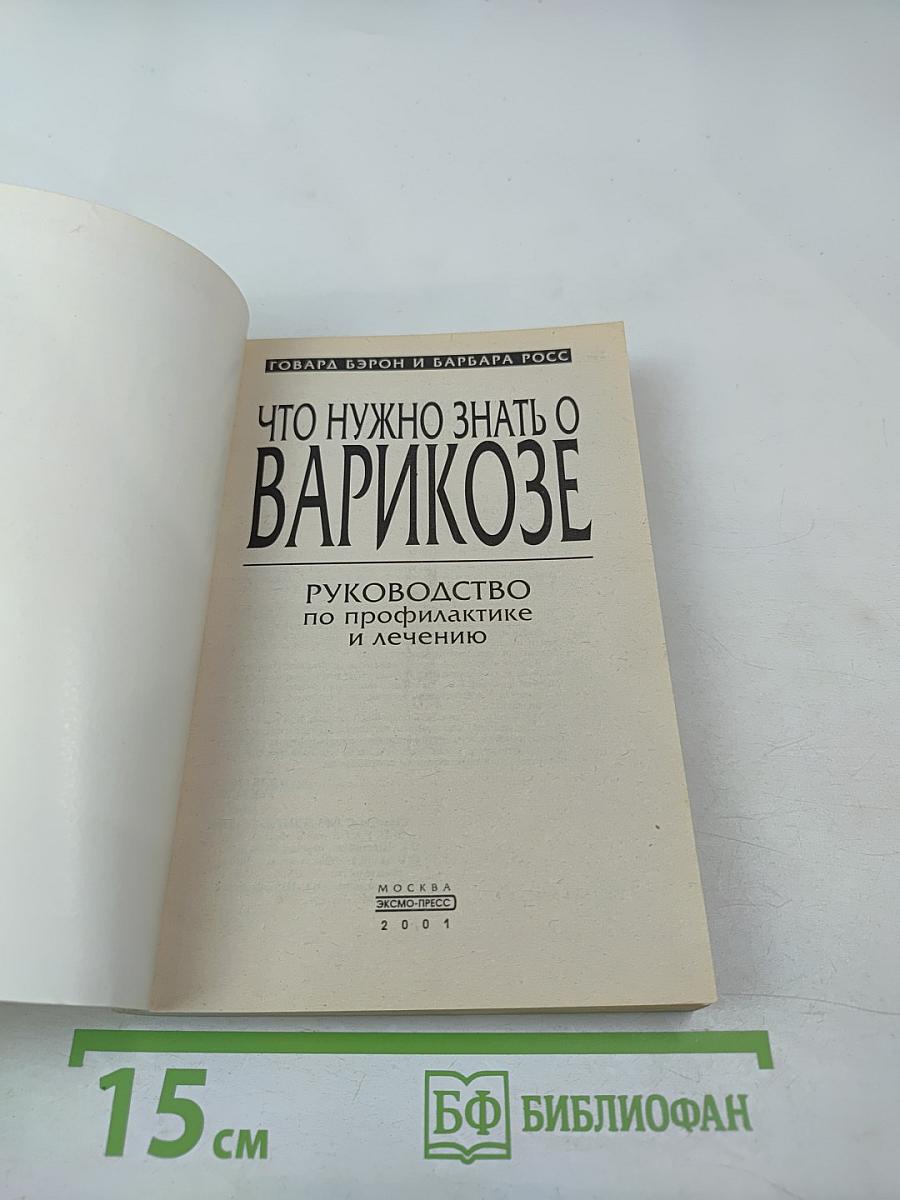 ГОВАРД БЭРОН И БАРБАРА РОСС
ЧТО НУЖНО ЗНАТЬ О
ВАРИКОЗЕ
РУКОВОДСТВО
по профилактике
и лечению
МОСКВА
ЭКСМО-ПРЕСС
2001
15 см
БФ БИБЛИОФАН